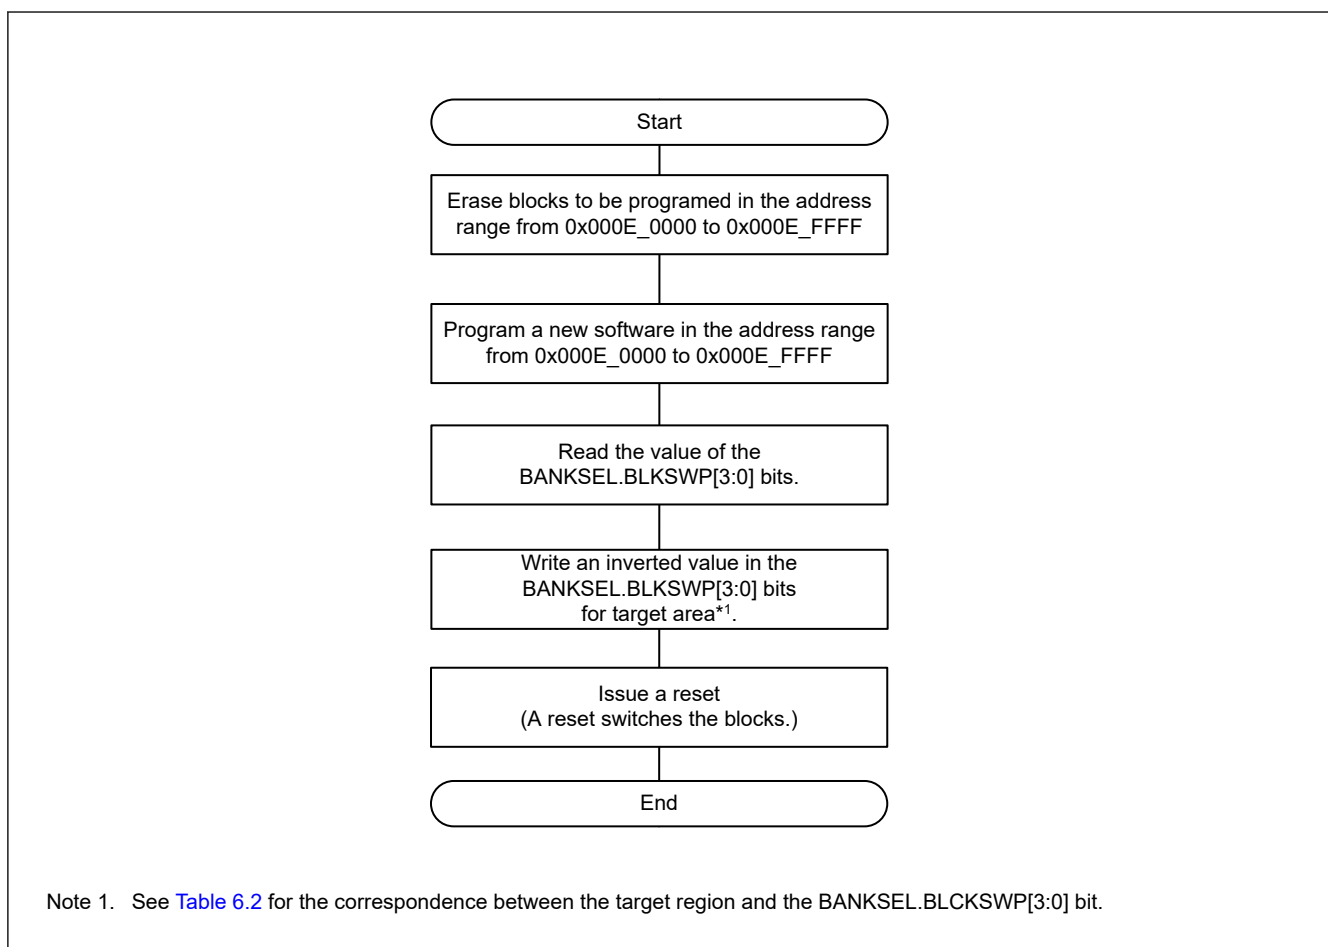 Start
Erase blocks to be programed in the address
range from 0x000E_0000 to 0x000E_FFFF
Program a new software in the address range
from 0x000E_0000 to 0x000E_FFFF
Read the value of the
BANKSEL.BLKSWP[3:0] bits.
Write an inverted value in the
BANKSEL.BLKSWP[3:0] bits
for target area*1.
Issue a reset
(A reset switches the blocks.)
End
Note 1. See Table 6.2 for the correspondence between the target region and the BANKSEL.BLCKSWP[3:0] bit.